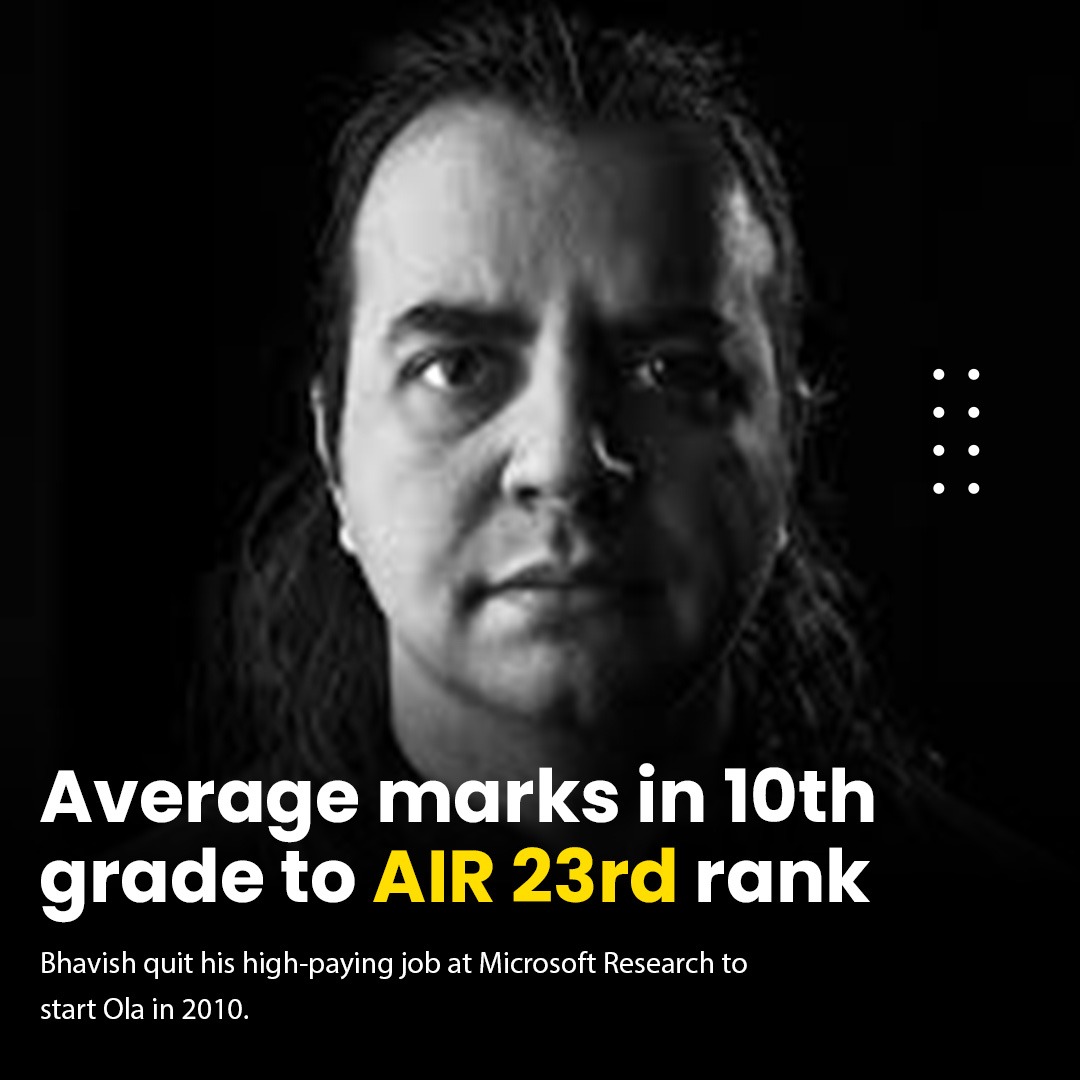 Average marks in 10th
grade to AIR 23rd rank
Bhavish quit his high-paying job at Microsoft Research to
start Ola in 2010.